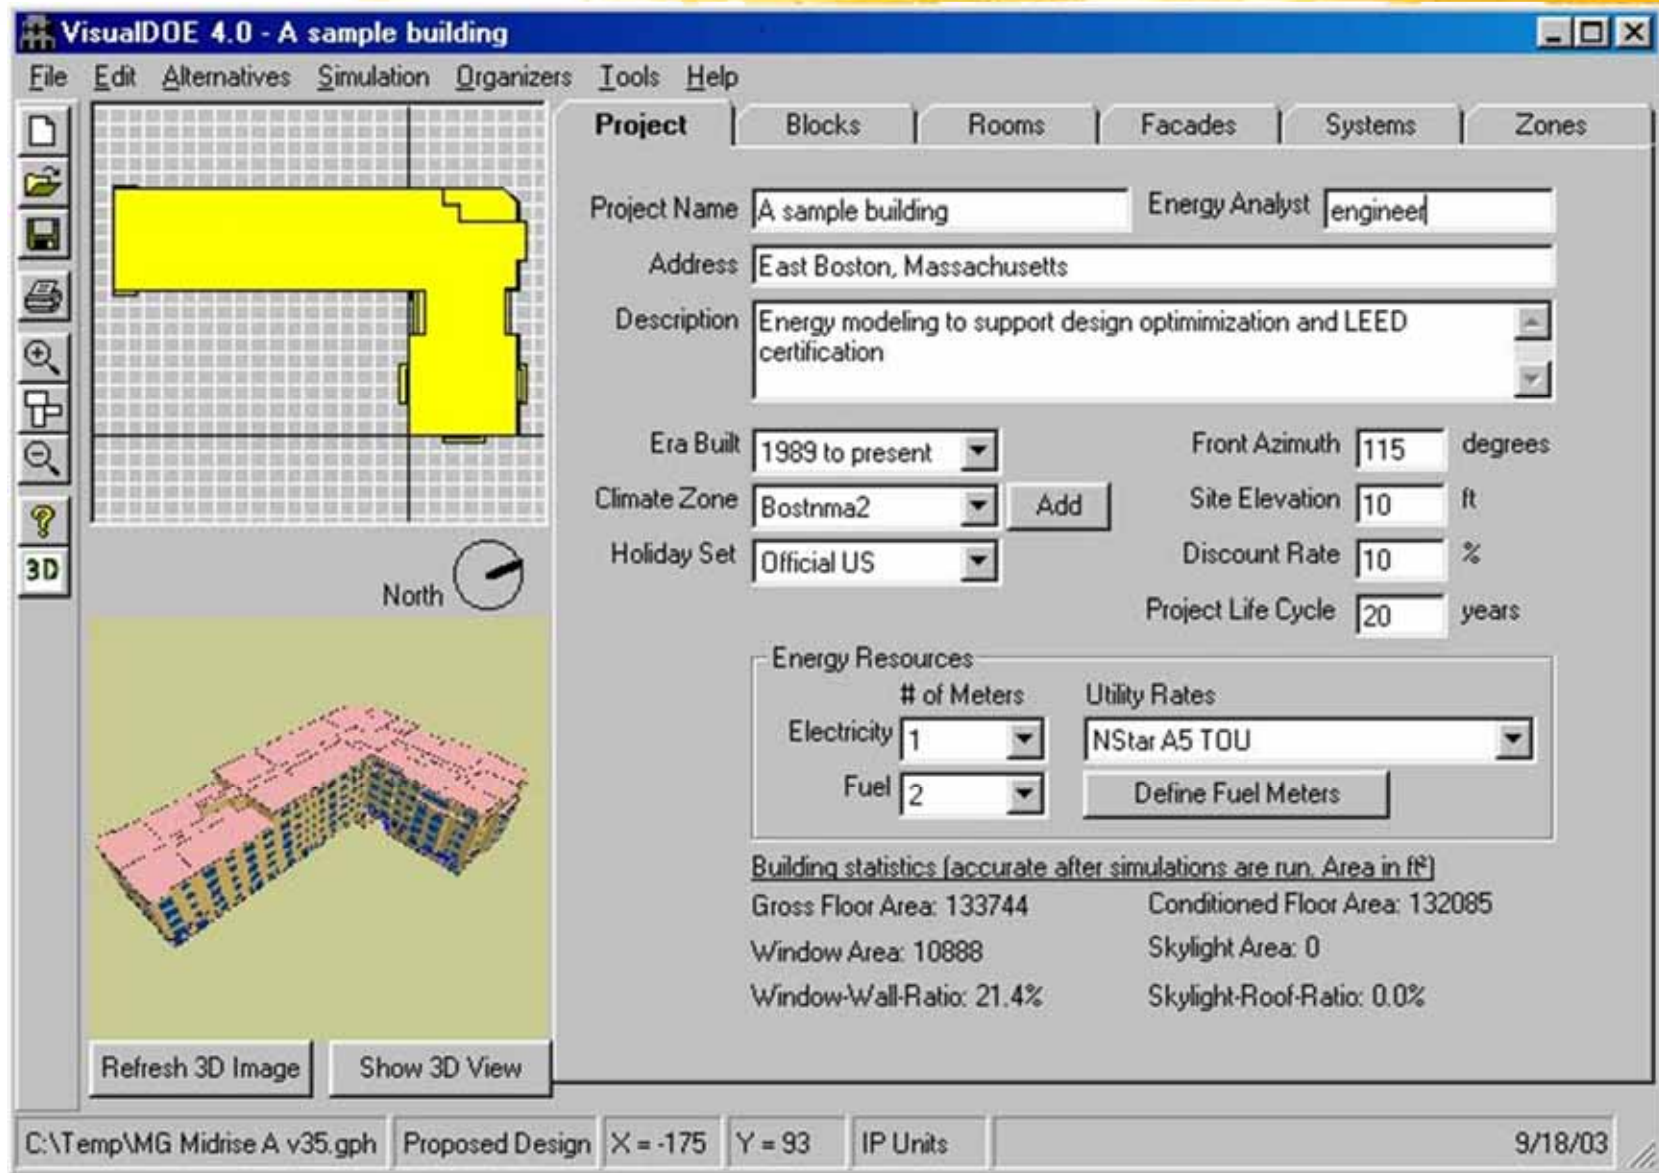 VisualDOE 4.0 - A sample building
File Edit Alternatives Simulation Organizers Tools Help
Project Blocks Rooms Facades Systems Zones
Project Name A sample building Energy Analyst engineer
Address East Boston, Massachusetts
Description Energy modeling to support design optimimization and LEED
certification
Era Built 1989 to present Front Azimuth 115 degrees
Climate Zone Bostnma2 Add Site Elevation 10 ft
Holiday Set Official US Discount Rate 10 %
Project Life Cycle 20 years
3D
North
Energy Resources
# of Meters Utility Rates
Electricity 1 NStar A5 TOU
Fuel 2 Define Fuel Meters
Building statistics (accurate after simulations are run. Area in ft²)
Gross Floor Area: 133744 Conditioned Floor Area: 132085
Window Area: 10888 Skylight Area: 0
Window-Wall-Ratio: 21.4% Skylight-Roof-Ratio: 0.0%
Refresh 3D Image Show 3D View
C:\Temp\MG Midrise A v35.gph Proposed Design X = -175 Y = 93 IP Units 9/18/03